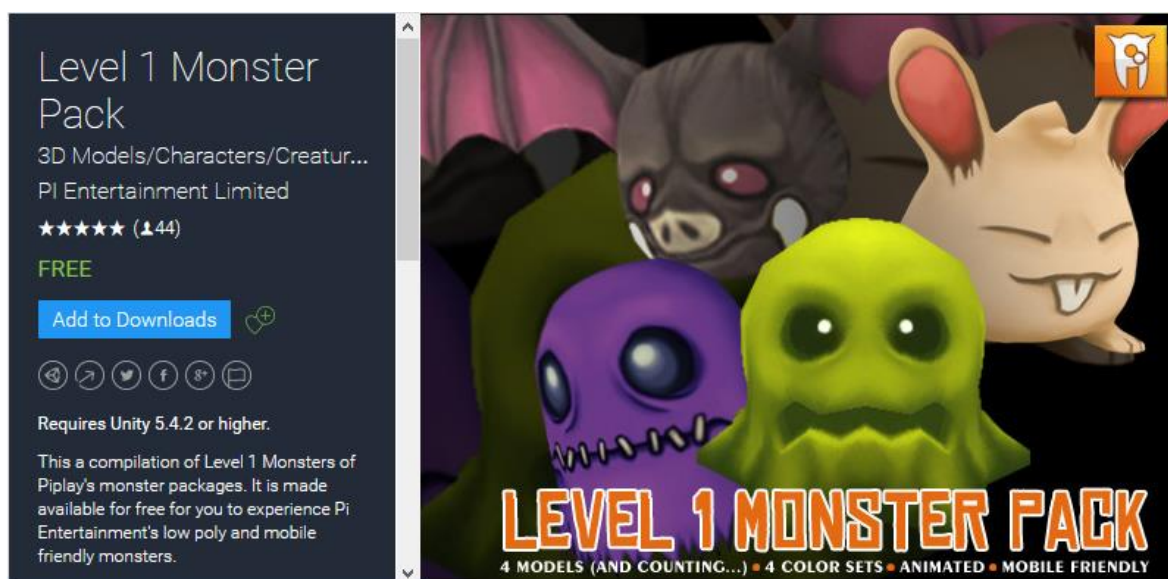 Level 1 Monster
Pack
3D Models/Characters/Creatur...
PI Entertainment Limited
★★★★★ (44)
FREE
Add to Downloads
Requires Unity 5.4.2 or higher.
This a compilation of Level 1 Monsters of
Piplay's monster packages. It is made
available for free for you to experience Pi
Entertainment's low poly and mobile
friendly monsters.
LEVEL 1 MONSTER PACK
4 MODELS (AND COUNTING...) • 4 COLOR SETS • ANIMATED • MOBILE FRIENDLY